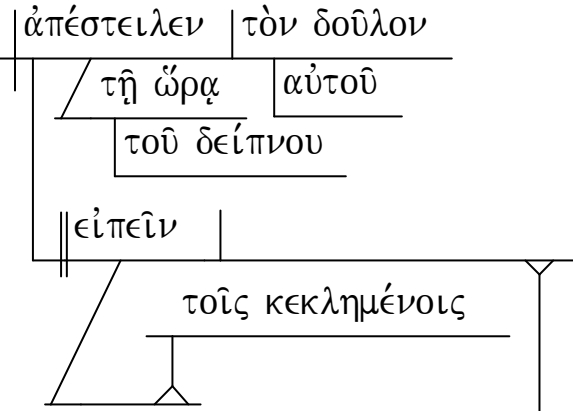 ἀπέστειλεν τὸν δοῦλον
τῇ ὥρᾳ αὐτοῦ
τοῦ δείπνου
εἰπεῖν
τοῖς κεκλημένοις